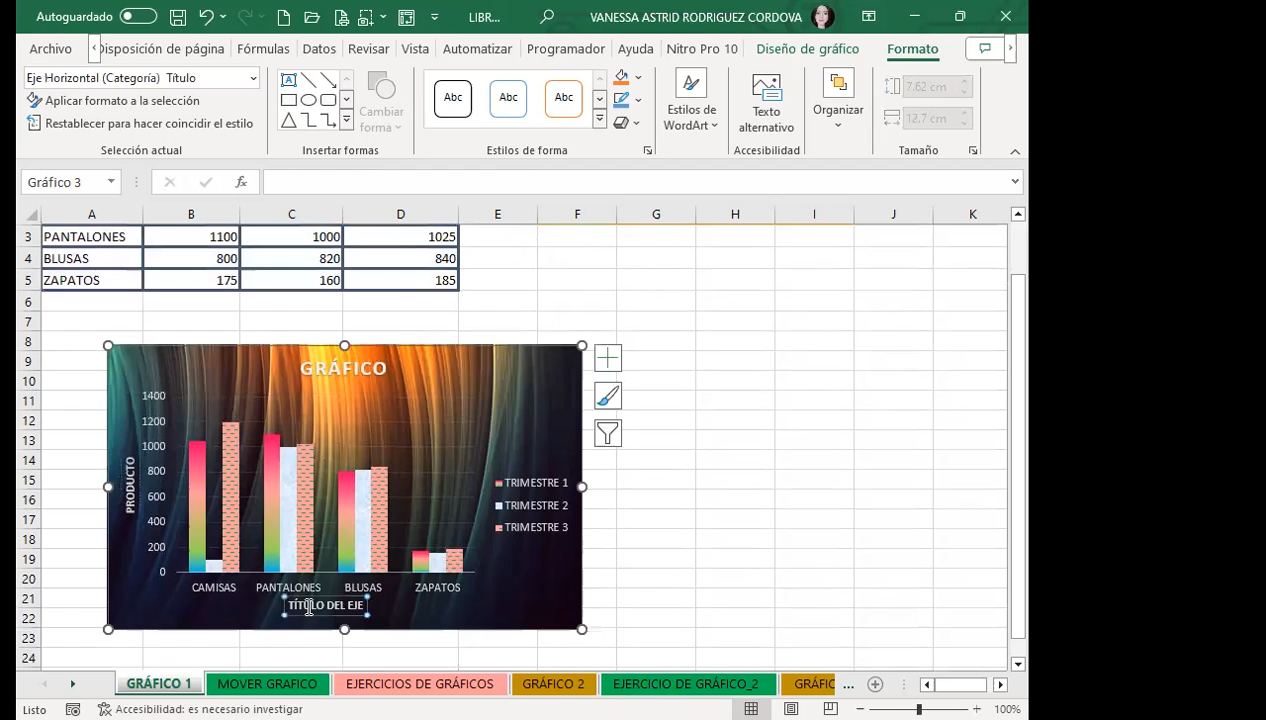 Autoguardado
LIBR...
VANESSA ASTRID RODRIGUEZ CORDOVA
Archivo
Disposición de página
Fórmulas
Datos
Revisar
Vista
Automatizar
Programador
Ayuda
Nitro Pro 10
Diseño de gráfico
Formato
Eje Horizontal (Categoría) Título
Aplicar formato a la selección
Restablecer para hacer coincidir el estilo
Selección actual
Cambiar
forma
Insertar formas
Abc
Abc
Abc
Estilos de forma
Estilos de
WordArt
Texto
alternativo
Accesibilidad
Organizar
7.62 cm
12.7 cm
Tamaño
Gráfico 3
fx
A B C D E F G H I J K
3 PANTALONES 1100 1000 1025
4 BLUSAS 800 820 840
5 ZAPATOS 175 160 185
6
7
8
9
10
11
12
13
14
15
16
17
18
19
20
21
22
23
24
GRÁFICO
PRODUCTO
1400
1200
1000
800
600
400
200
0
CAMISAS PANTALONES BLUSAS ZAPATOS
TÍTULO DEL EJE
TRIMESTRE 1
TRIMESTRE 2
TRIMESTRE 3
GRÁFICO 1
MOVER GRAFICO
EJERCICIOS DE GRÁFICOS
GRÁFICO 2
EJERCICIO DE GRÁFICO_2
GRÁFIC
...
Listo
Accesibilidad: es necesario investigar
100%